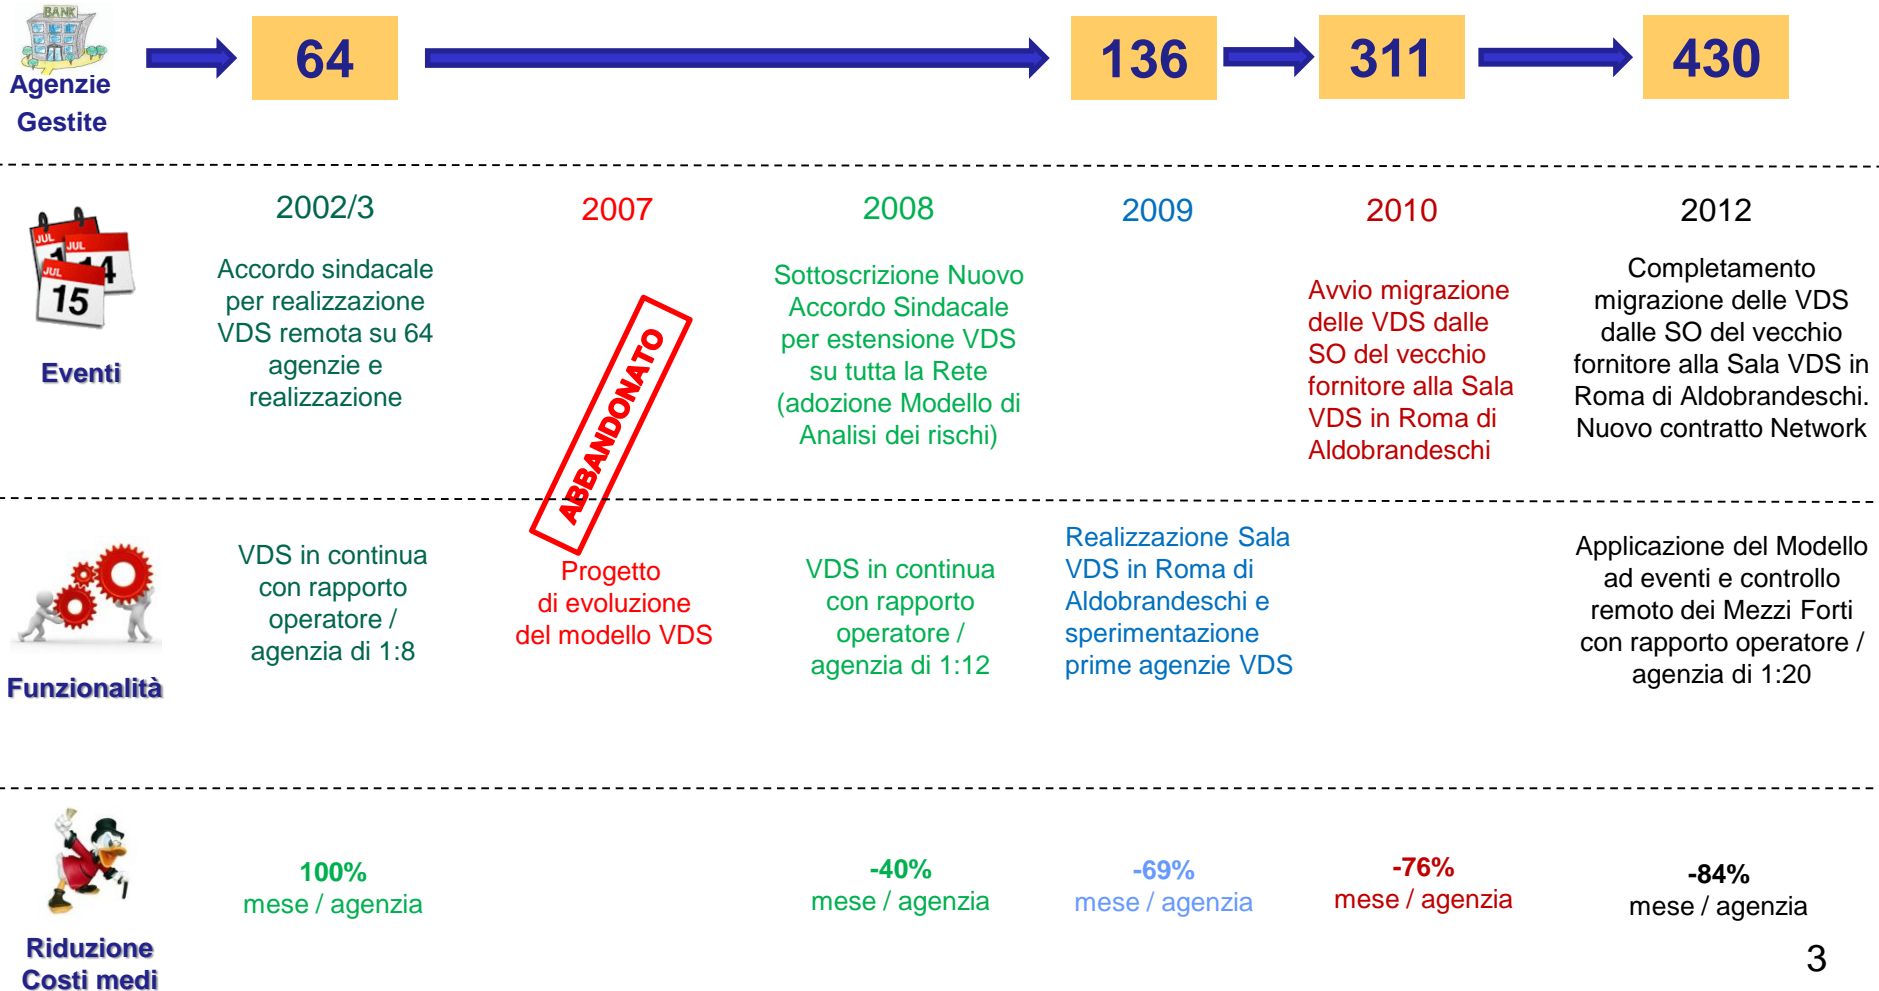 BANK
Agenzie
Gestite
64
136
311
430
JUL
JUL
14
JUL
15
Eventi
2002/3
Accordo sindacale
per realizzazione
VDS remota su 64
agenzie e
realizzazione
2007
ABBANDONATO
2008
Sottoscrizione Nuovo
Accordo Sindacale
per estensione VDS
su tutta la Rete
(adozione Modello di
Analisi dei rischi)
2009
2010
Avvio migrazione
delle VDS dalle
SO del vecchio
fornitore alla Sala
VDS in Roma di
Aldobrandeschi
2012
Completamento
migrazione delle VDS
dalle SO del vecchio
fornitore alla Sala VDS in
Roma di Aldobrandeschi.
Nuovo contratto Network
Funzionalità
VDS in continua
con rapporto
operatore /
agenzia di 1:8
Progetto
di evoluzione
del modello VDS
VDS in continua
con rapporto
operatore /
agenzia di 1:12
Realizzazione Sala
VDS in Roma di
Aldobrandeschi e
sperimentazione
prime agenzie VDS
Applicazione del Modello
ad eventi e controllo
remoto dei Mezzi Forti
con rapporto operatore /
agenzia di 1:20
Riduzione
Costi medi
100%
mese / agenzia
-40%
mese / agenzia
-69%
mese / agenzia
-76%
mese / agenzia
-84%
mese / agenzia
3